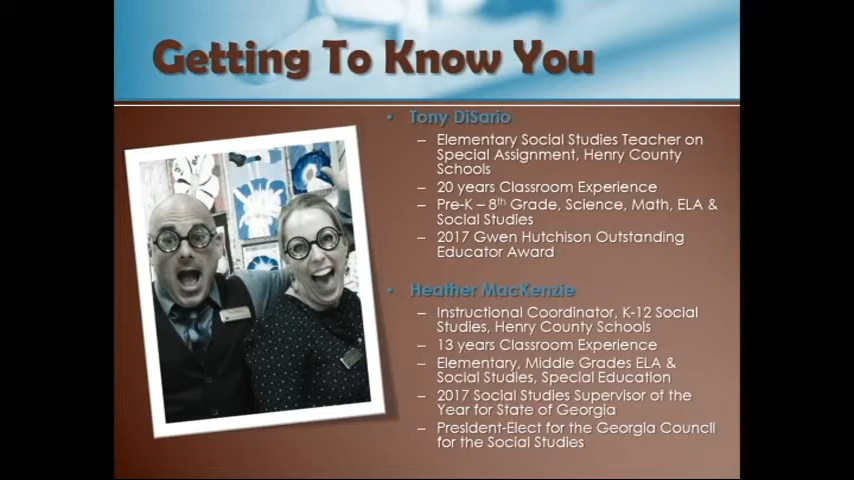 Getting To Know You
• Tony DiSario
– Elementary Social Studies Teacher on
Special Assignment, Henry County
Schools
– 20 years Classroom Experience
– Pre-K – 8th Grade, Science, Math, ELA &
Social Studies
– 2017 Gwen Hutchison Outstanding
Educator Award
• Heather MacKenzie
– Instructional Coordinator, K-12 Social
Studies, Henry County Schools
– 13 years Classroom Experience
– Elementary, Middle Grades ELA &
Social Studies, Special Education
– 2017 Social Studies Supervisor of the
Year for State of Georgia
– President-Elect for the Georgia Council
for the Social Studies